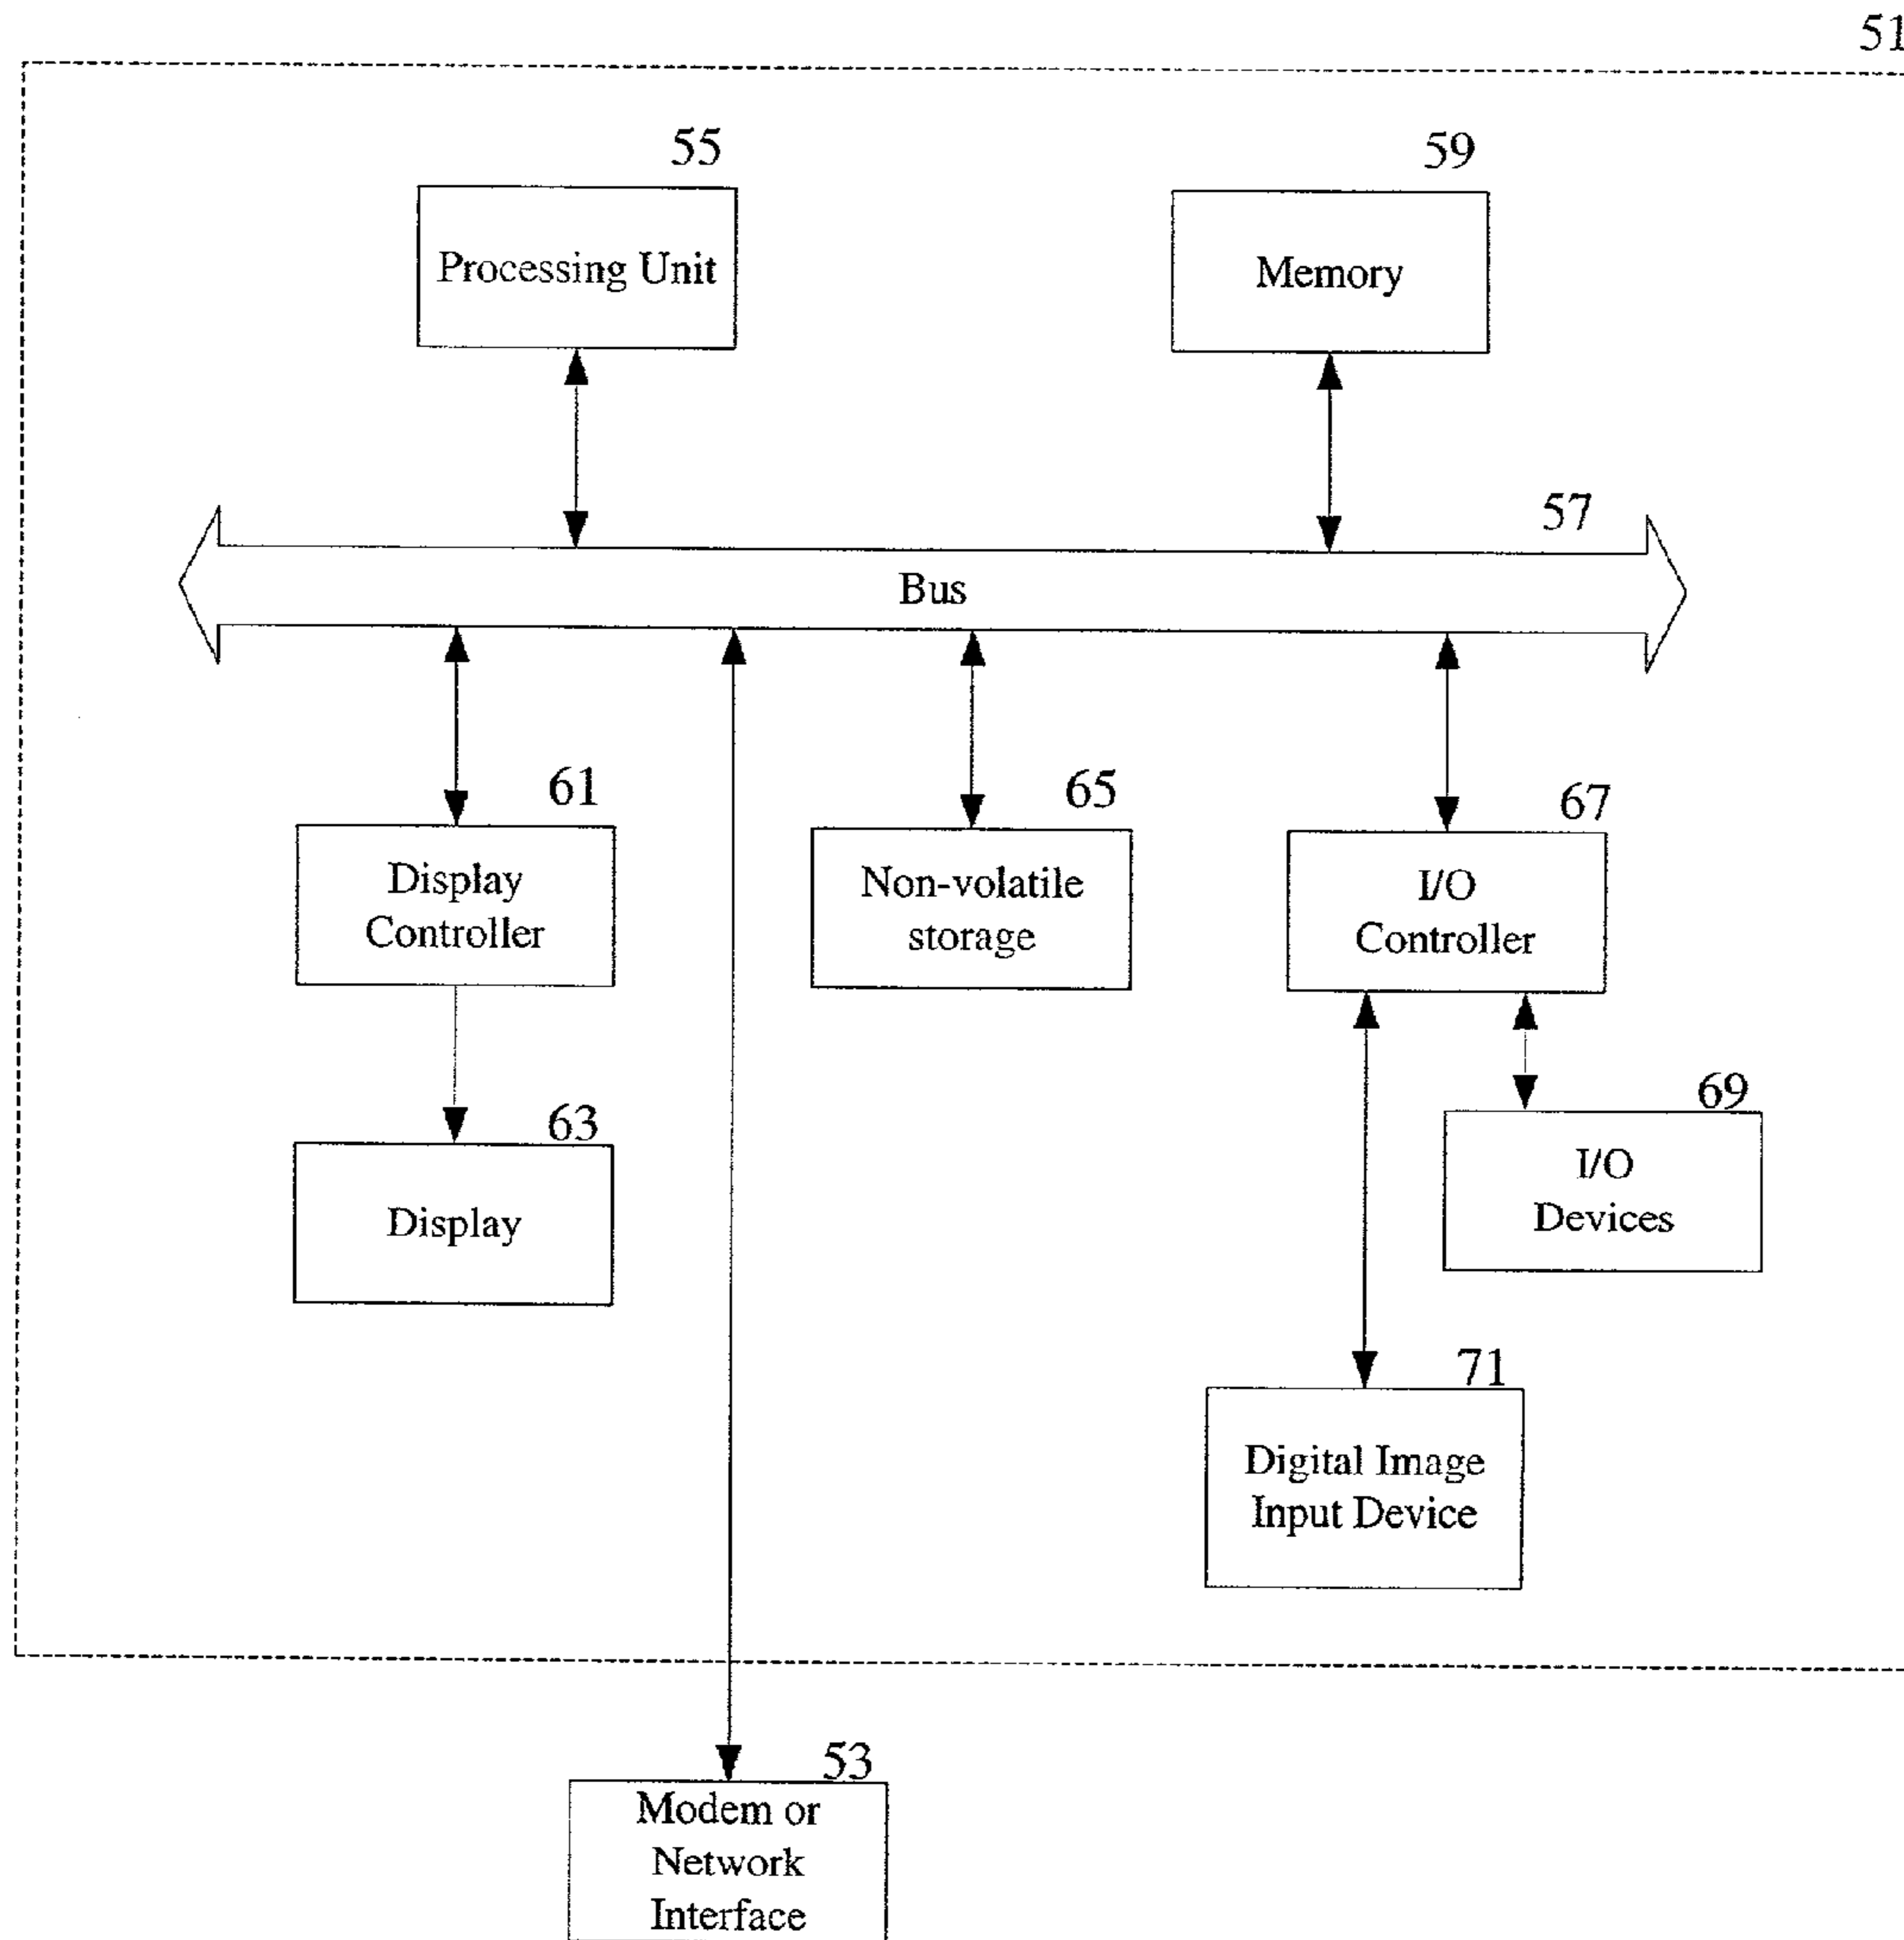 51
55
59
Processing Unit
Memory
57
Bus
61
65
67
Display
Controller
Non-volatile
storage
I/O
Controller
63
69
Display
I/O
Devices
71
Digital Image
Input Device
53
Modem or
Network
Interface